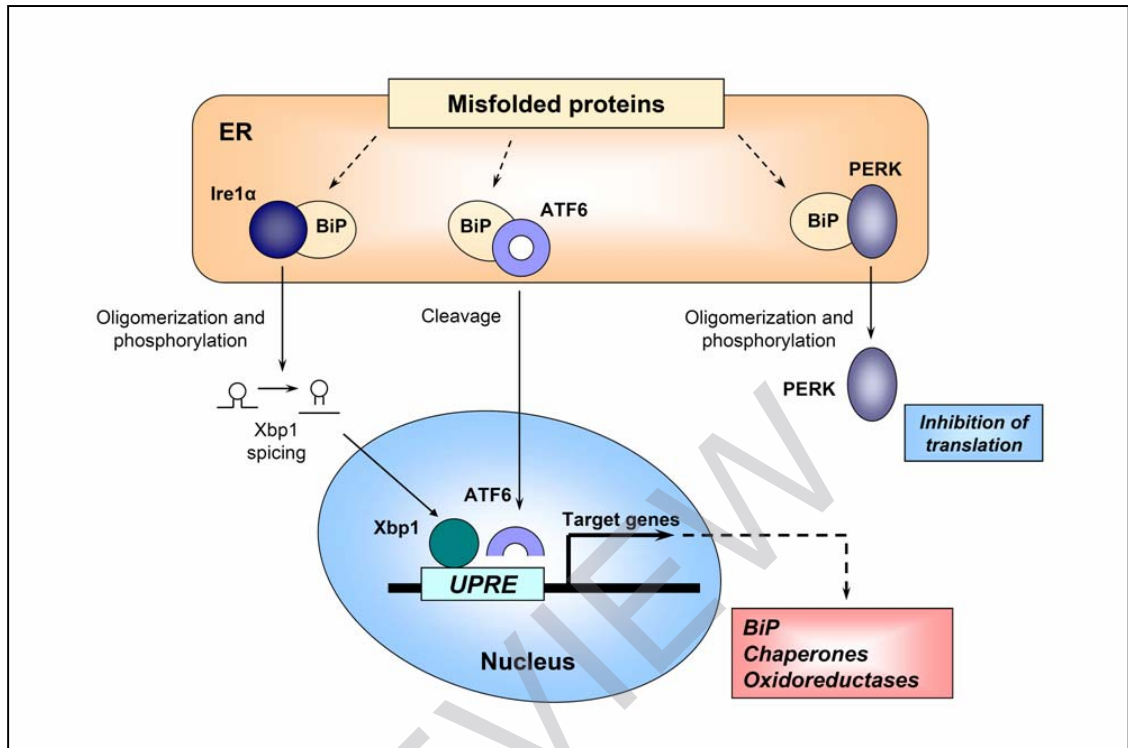 Misfolded proteins
ER
Ire1α
BiP
BiP
ATF6
PERK
BiP
Oligomerization and
phosphorylation
Cleavage
Oligomerization and
phosphorylation
PERK
Inhibition of
translation
Xbp1
spicing
ATF6
Xbp1
Target genes
UPRE
Nucleus
BiP
Chaperones
Oxidoreductases
VIEW